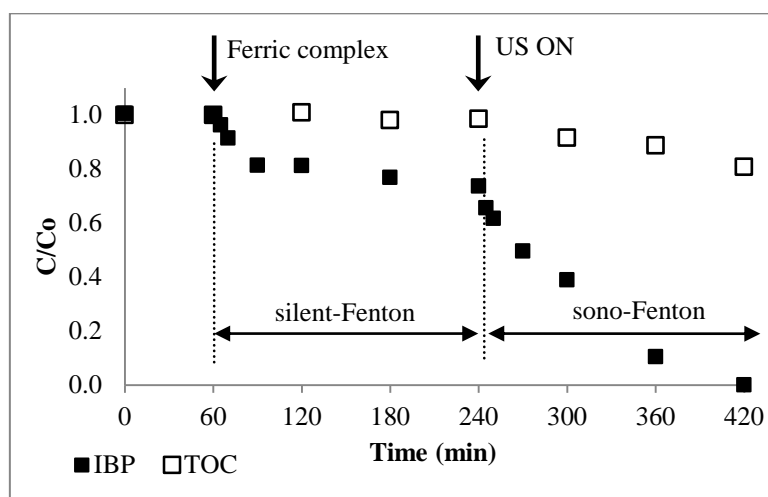 Ferric complex US ON
1.0
0.8
0.6
0.4
0.2
0.0
C/Co
silent-Fenton sono-Fenton
0 60 120 180 240 300 360 420
Time (min)
IBP TOC